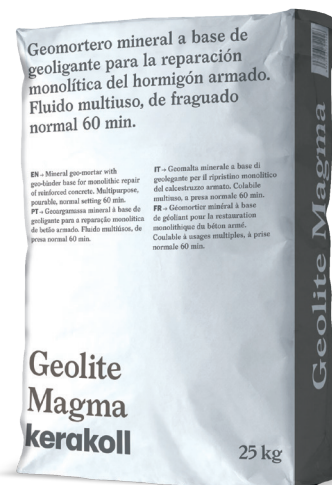 Geomortero mineral a base de
geoligante para la reparación
monolítica del hormigón armado.
Fluido multiuso, de fraguado
normal 60 min.
EN → Mineral geo-mortar with
geo-binder base for monolithic repair
of reinforced concrete. Multipurpose,
pourable, normal setting 60 min.
PT → Geoargamassa mineral à base de
geoligante para a reparação monolítica
de betão armado. Fluido multiúsos, de
presa normal 60 min.
IT → Geomalta minerale a base di
geolegante per il ripristino monolitico
del calcestruzzo armato. Colabile
multiuso, a presa normale 60 min.
FR → Géomortier minéral à base
de géoliant pour la restauration
monolithique du béton armé.
Coulable à usages multiples, à prise
normale 60 min.
Geolite
Magma
kerakoll
25 kg
Geolite Magma